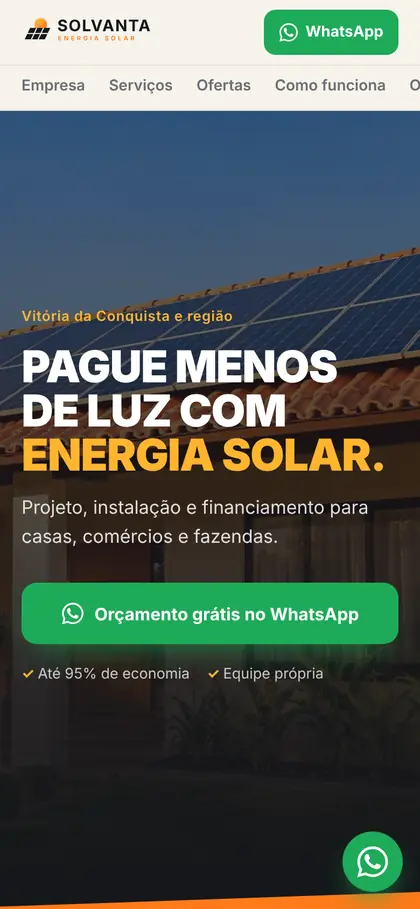 SOLVANTA
ENERGIA SOLAR
WhatsApp
Empresa Serviços Ofertas Como funciona
Vitória da Conquista e região
PAGUE MENOS
DE LUZ COM
ENERGIA SOLAR.
Projeto, instalação e financiamento para
casas, comércios e fazendas.
Orçamento grátis no WhatsApp
✓ Até 95% de economia ✓ Equipe própria